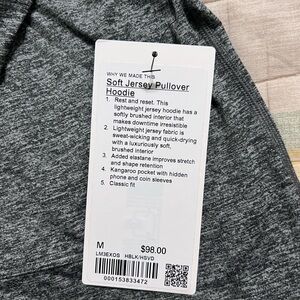 WHY WE MADE THIS
Soft Jersey Pullover
Hoodie
1. Rest and reset. This
lightweight jersey hoodie has a
softly brushed interior that
makes downtime irresistible
2. Lightweight jersey fabric is
sweat-wicking and quick-drying
with a luxuriously soft,
brushed interior
3. Added elastane improves stretch
and shape retention
4. Kangaroo pocket with hidden
phone and coin sleeves
5. Classic fit
M $98.00
LM3EXQS HBLK/HSVD
000153833472